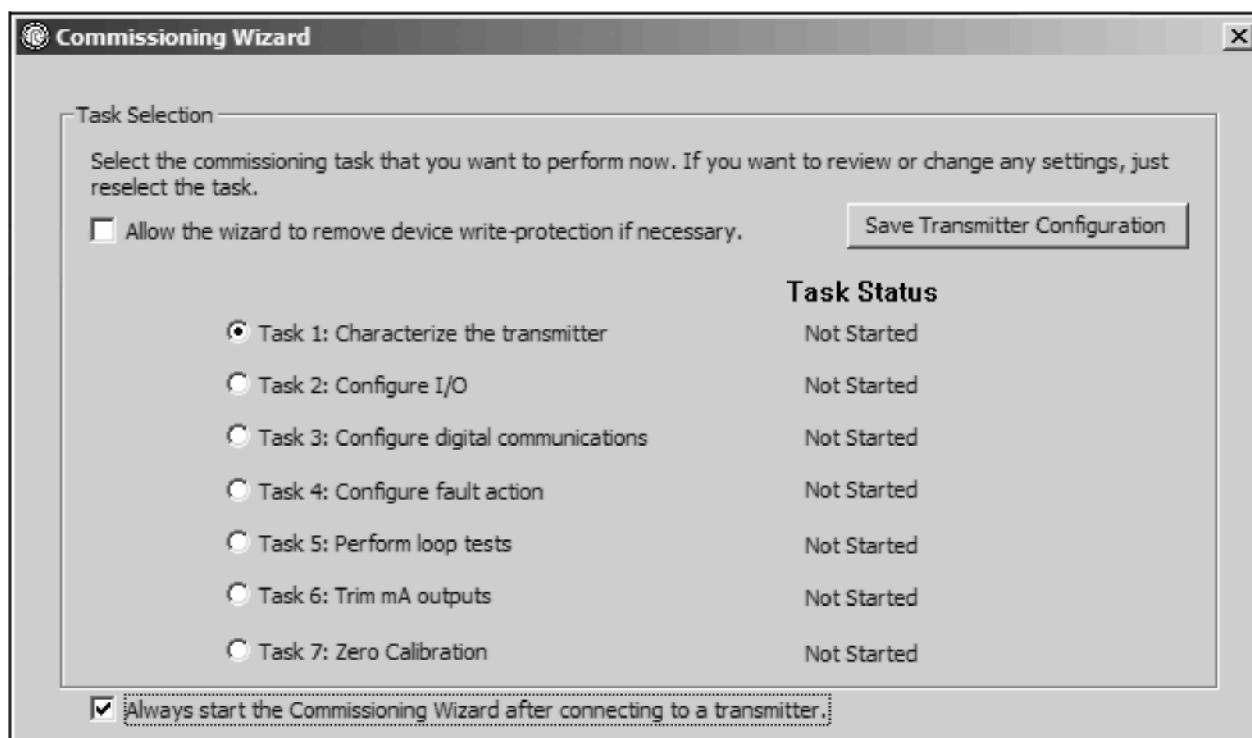 Commissioning Wizard
Task Selection
Select the commissioning task that you want to perform now. If you want to review or change any settings, just
reselect the task.
Allow the wizard to remove device write-protection if necessary.
Save Transmitter Configuration
Task Status
Task 1: Characterize the transmitter Not Started
Task 2: Configure I/O Not Started
Task 3: Configure digital communications Not Started
Task 4: Configure fault action Not Started
Task 5: Perform loop tests Not Started
Task 6: Trim mA outputs Not Started
Task 7: Zero Calibration Not Started
Always start the Commissioning Wizard after connecting to a transmitter.